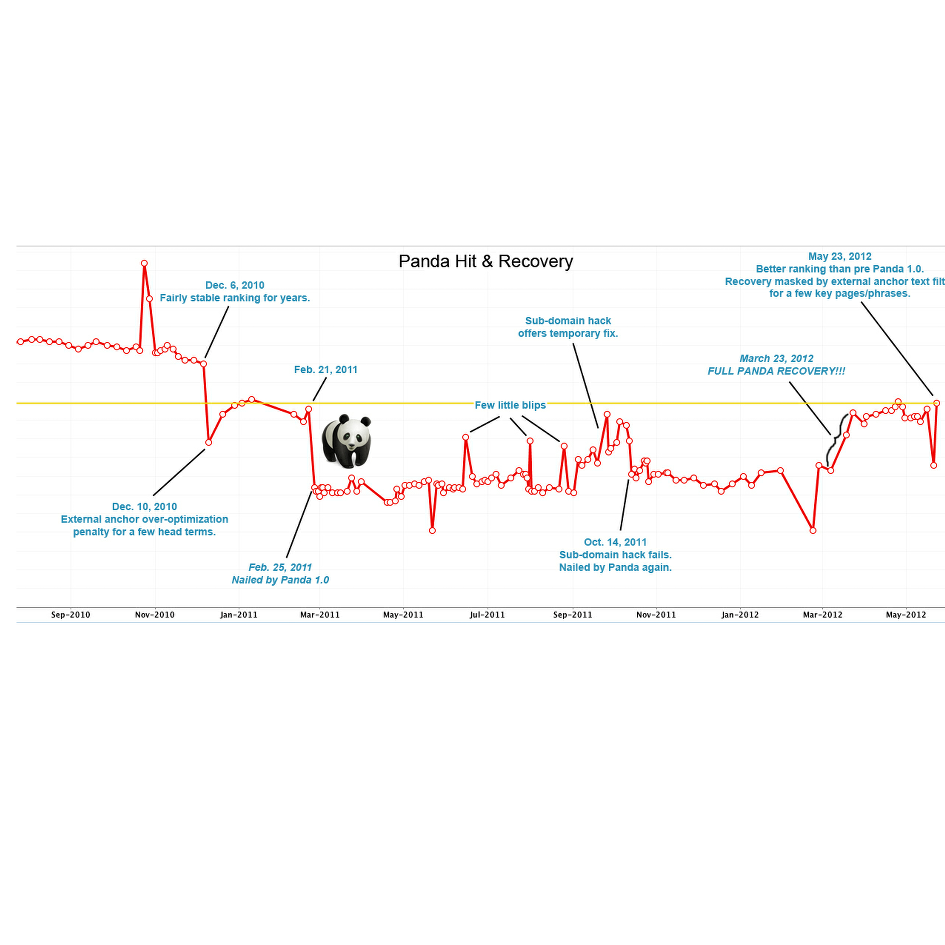 Panda Hit & Recovery
May 23, 2012
Better ranking than pre Panda 1.0.
Recovery masked by external anchor text filt
for a few key pages/phrases.
Dec. 6, 2010
Fairly stable ranking for years.
Sub-domain hack
offers temporary fix.
March 23, 2012
FULL PANDA RECOVERY!!!
Feb. 21, 2011
Few little blips
Dec. 10, 2010
External anchor over-optimization
penalty for a few head terms.
Oct. 14, 2011
Sub-domain hack fails.
Nailed by Panda again.
Feb. 25, 2011
Nailed by Panda 1.0
Sep-2010 Nov-2010 Jan-2011 Mar-2011 May-2011 Jul-2011 Sep-2011 Nov-2011 Jan-2012 Mar-2012 May-2012